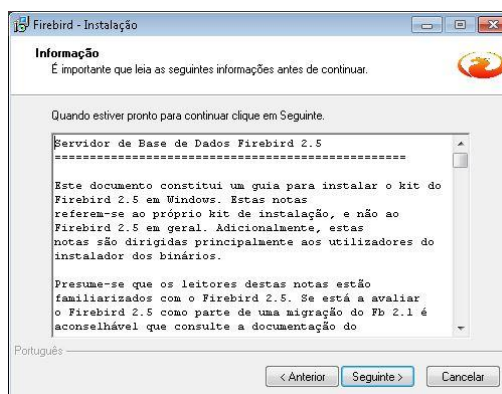 Firebird - Instalação
Informação
É importante que leia as seguintes informações antes de continuar.
Quando estiver pronto para continuar clique em Seguinte.
Servidor de Base de Dados Firebird 2.5
==================================================
Este documento constitui um guia para instalar o kit do
Firebird 2.5 em Windows. Estas notas
referem-se ao próprio kit de instalação, e não ao
Firebird 2.5 em geral. Adicionalmente, estas
notas são dirigidas principalmente aos utilizadores do
instalador dos binários.
Presume-se que os leitores destas notas estão
familiarizados com o Firebird 2.5. Se está a avaliar
o Firebird 2.5 como parte de uma migração do Fb 2.1 é
aconselhável que consulte a documentação do
Português
< Anterior
Seguinte >
Cancelar